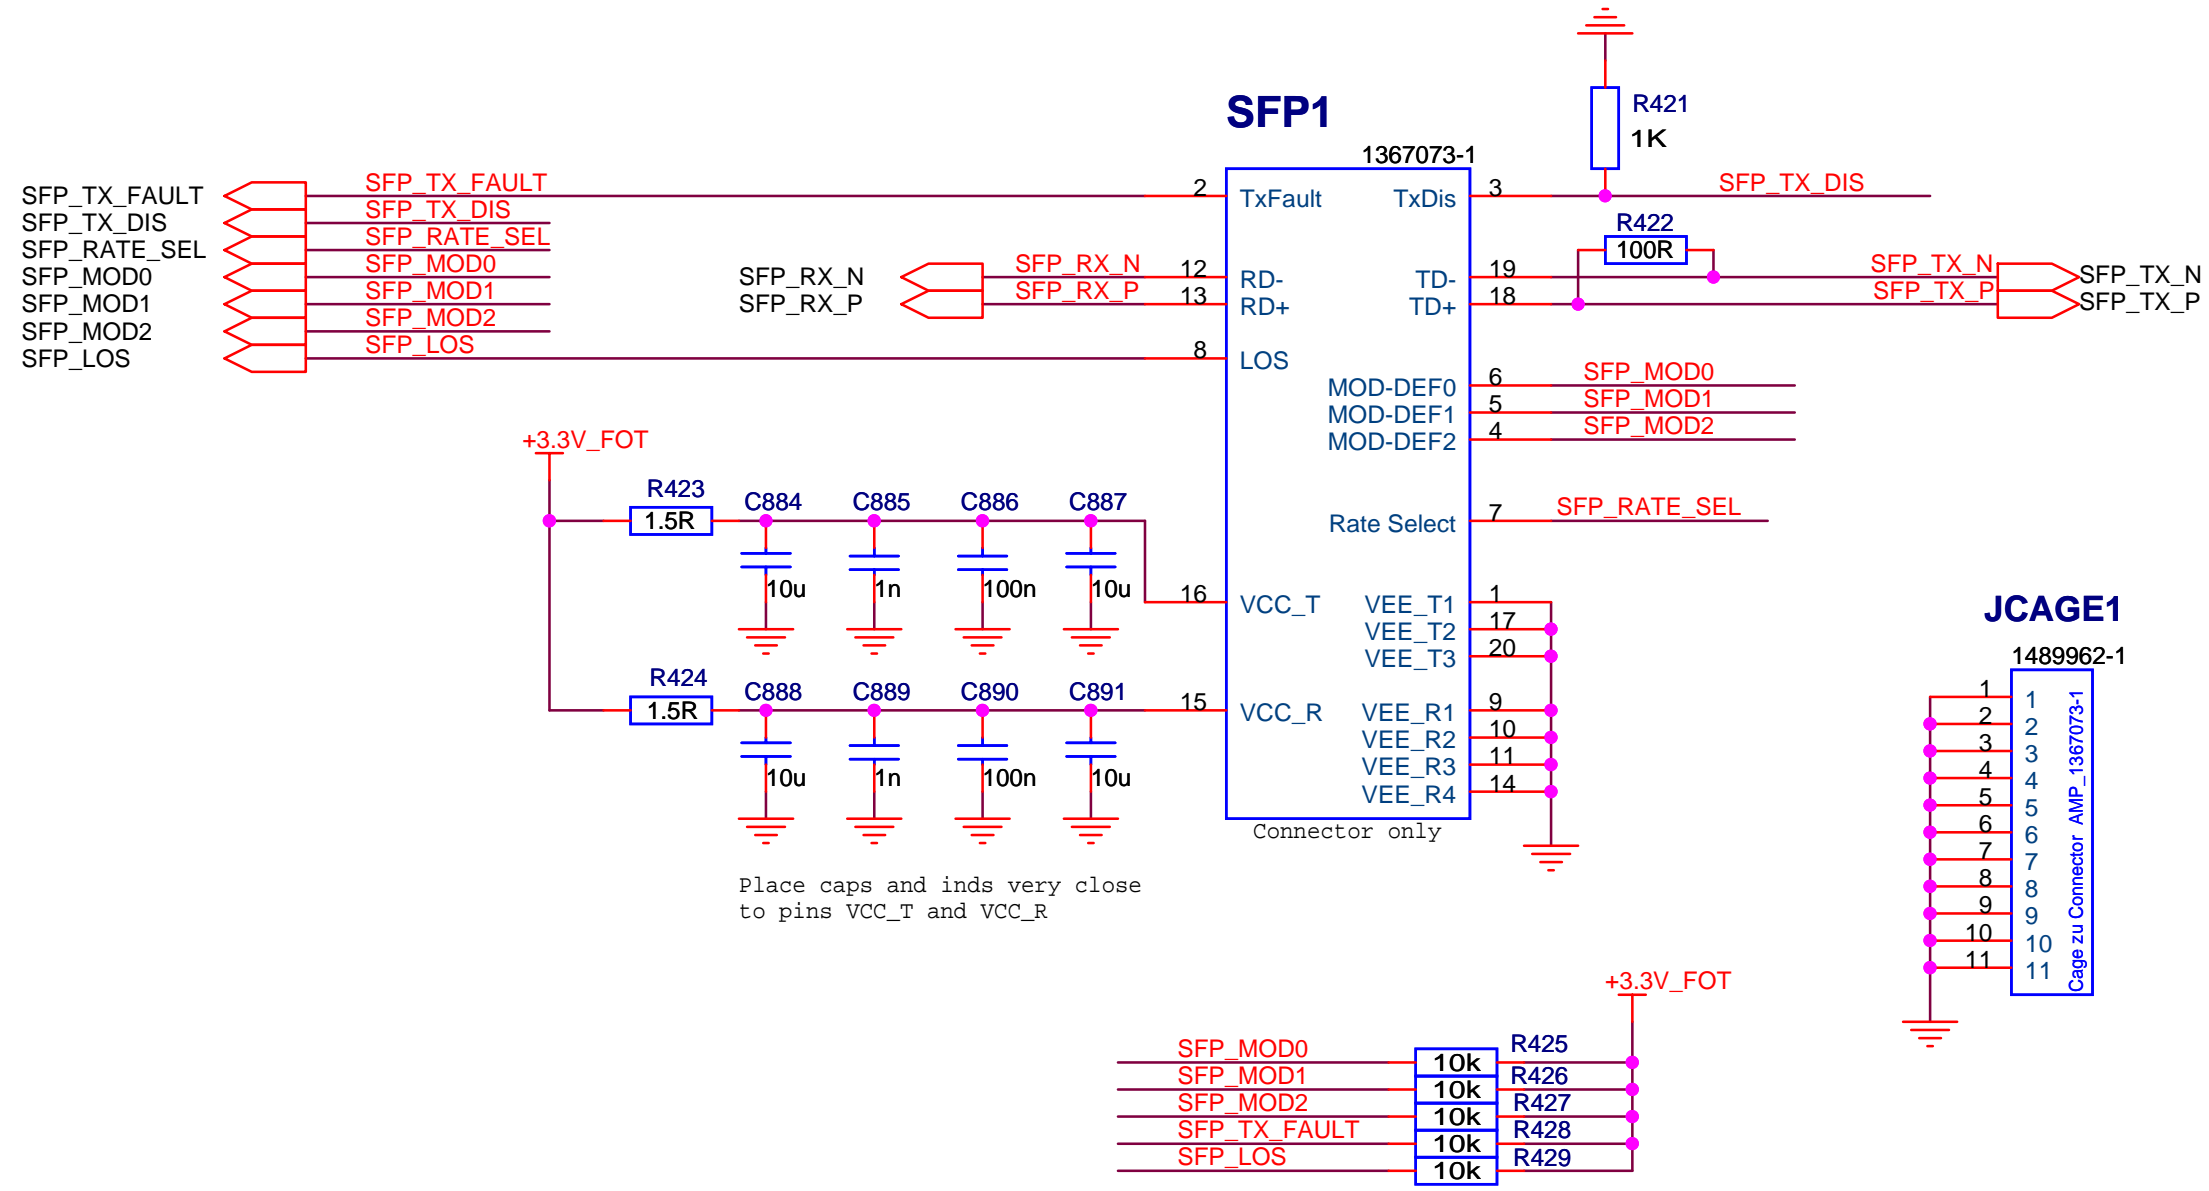 SFP1
1367073-1
R421
1K
SFP_TX_FAULT
SFP_TX_DIS
SFP_RATE_SEL
SFP_MOD0
SFP_MOD1
SFP_MOD2
SFP_LOS
SFP_TX_FAULT
SFP_TX_DIS
SFP_RATE_SEL
SFP_MOD0
SFP_MOD1
SFP_MOD2
SFP_LOS
SFP_RX_N
SFP_RX_P
SFP_RX_N
SFP_RX_P
2 TxFault
12 RD-
13 RD+
8 LOS
16 VCC_T
15 VCC_R
TxDis 3
TD- 19
TD+ 18
MOD-DEF0 6
MOD-DEF1 5
MOD-DEF2 4
Rate Select 7
VEE_T1 1
VEE_T2 17
VEE_T3 20
VEE_R1 9
VEE_R2 10
VEE_R3 11
VEE_R4 14
Connector only
SFP_TX_DIS
R422
100R
SFP_TX_N
SFP_TX_P
SFP_TX_N
SFP_TX_P
SFP_MOD0
SFP_MOD1
SFP_MOD2
SFP_RATE_SEL
+3.3V_FOT
R423
1.5R
C884 C885 C886 C887
10u 1n 100n 10u
R424
1.5R
C888 C889 C890 C891
10u 1n 100n 10u
Place caps and inds very close
to pins VCC_T and VCC_R
JCAGE1
1489962-1
1 1
2 2
3 3
4 4
5 5
6 6
7 7
8 8
9 9
10 10
11 11
Cage zu Connector AMP_1367073-1
+3.3V_FOT
SFP_MOD0 10k R425
SFP_MOD1 10k R426
SFP_MOD2 10k R427
SFP_TX_FAULT 10k R428
SFP_LOS 10k R429